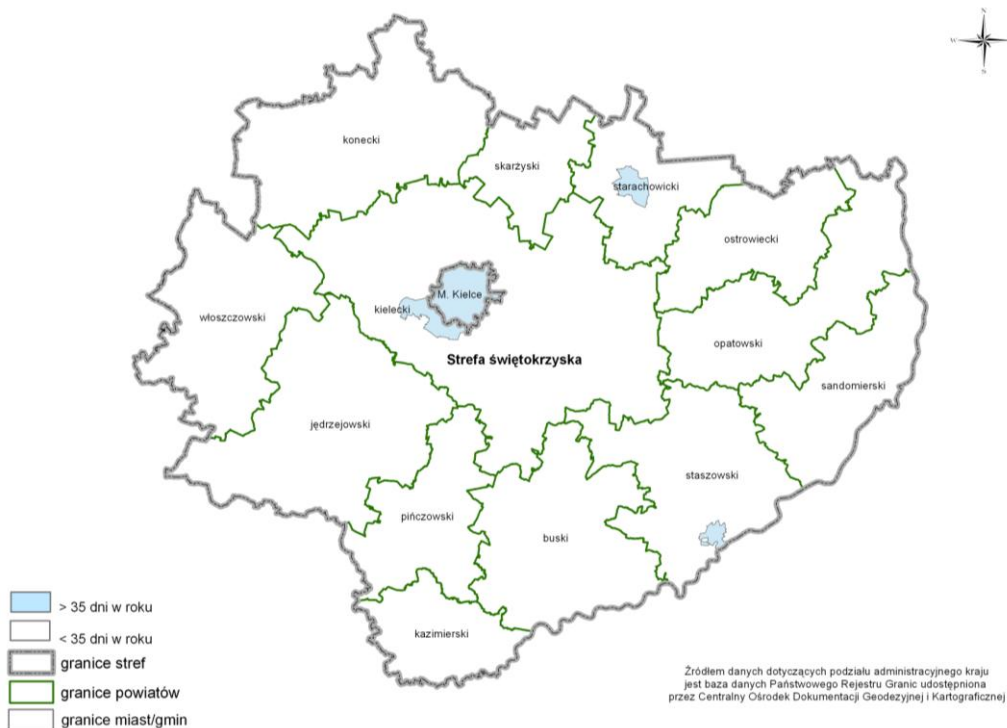 N
W
S
konecki
skarżyski
starachowicki
ostrowiecki
M. Kielce
kielecki
włoszczowski
opatowski
Strefa świętokrzyska
sandomierski
jędrzejowski
staszowski
pińczowski
buski
kazimierski
> 35 dni w roku
< 35 dni w roku
granice stref
granice powiatów
granice miast/gmin
Źródłem danych dotyczących podziału administracyjnego kraju
jest baza danych Państwowego Rejestru Granic udostępniona
przez Centralny Ośrodek Dokumentacji Geodezyjnej i Kartograficznej